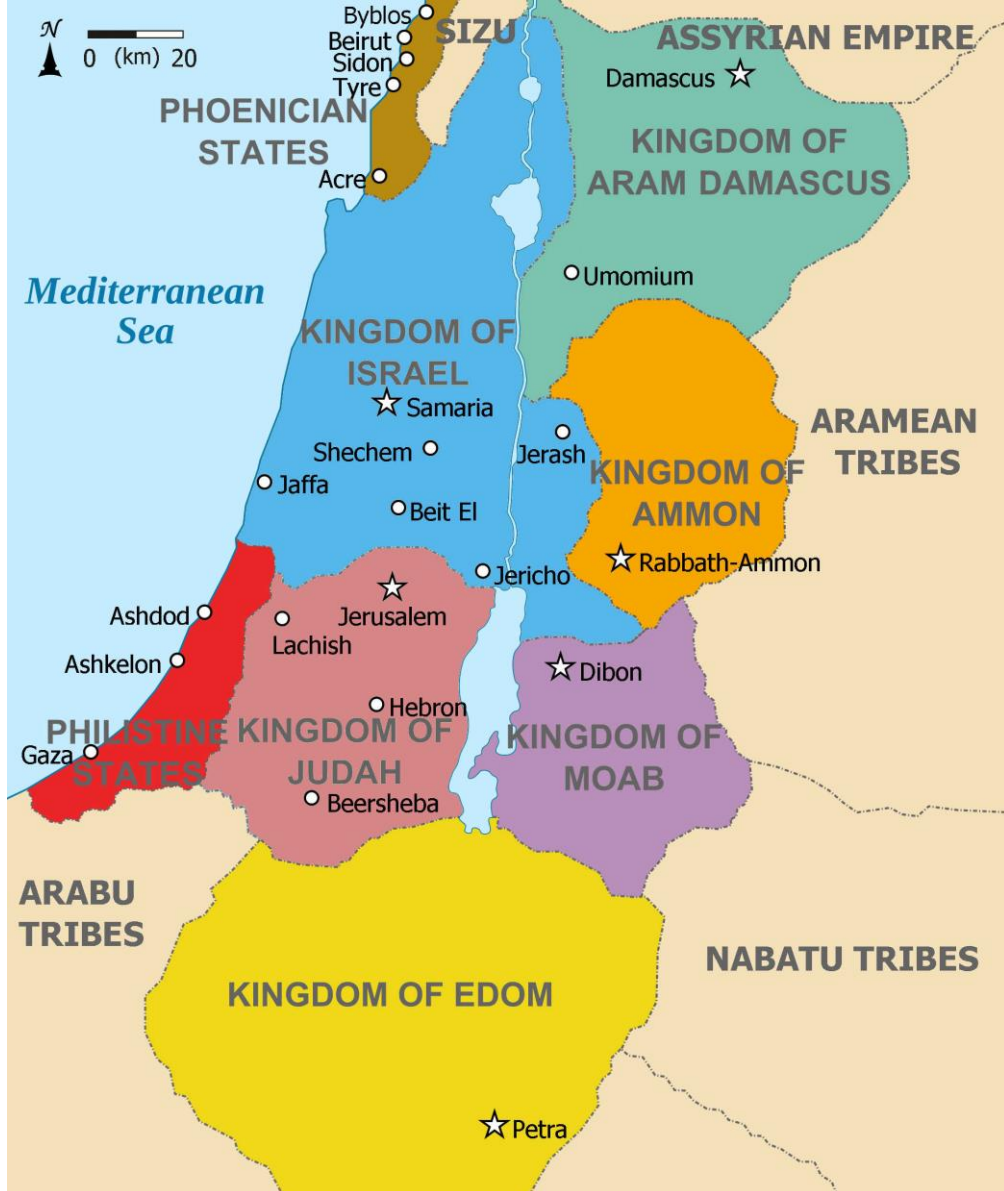 N
0 (km) 20
Byblos
Beirut
Sidon
Tyre
SIZU
ASSYRIAN EMPIRE
Damascus
PHOENICIAN
STATES
KINGDOM OF
ARAM DAMASCUS
Acre
Umomium
Mediterranean
Sea
KINGDOM OF
ISRAEL
Samaria
Shechem
Jerash
ARAMEAN
TRIBES
Jaffa
KINGDOM OF
AMMON
Beit El
Rabbath-Ammon
Jericho
Ashdod
Jerusalem
Lachish
Ashkelon
Dibon
Hebron
PHILISTINE
STATES
Gaza
KINGDOM OF
JUDAH
KINGDOM OF
MOAB
Beersheba
ARABU
TRIBES
NABATU TRIBES
KINGDOM OF EDOM
Petra